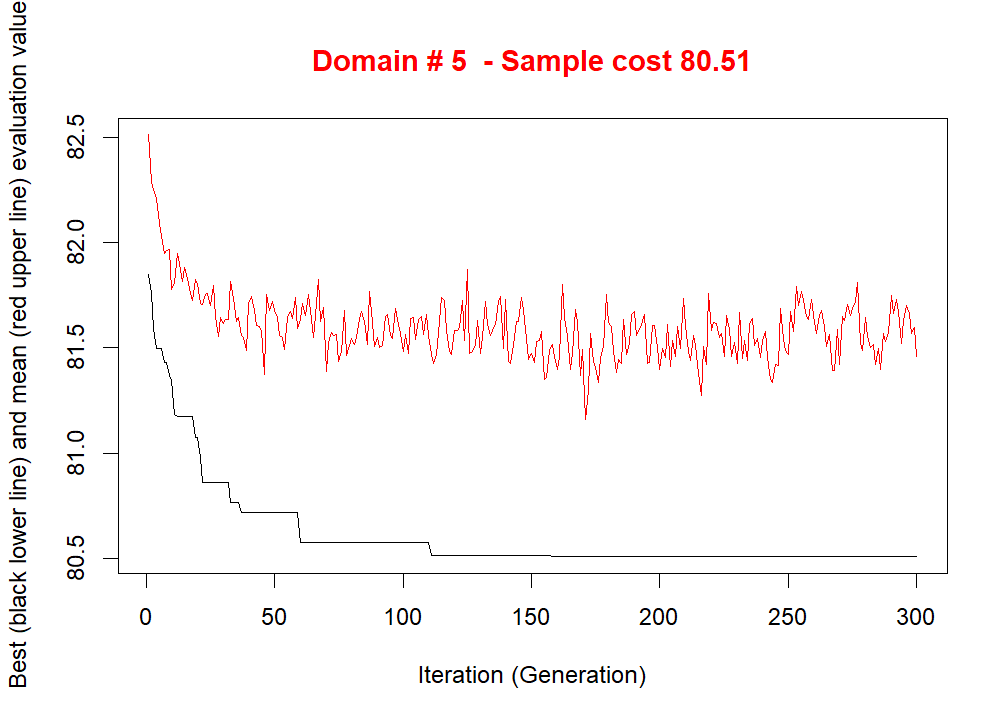 Domain # 5  - Sample cost 80.51
Best (black lower line) and mean (red upper line) evaluation value
82.5
82.0
81.5
81.0
80.5
0 50 100 150 200 250 300
Iteration (Generation)